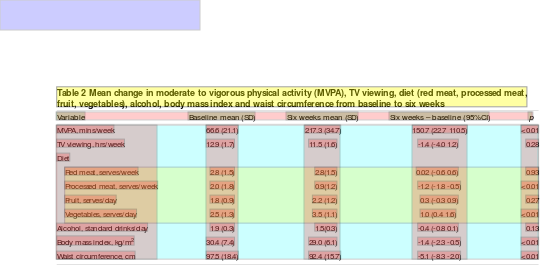 Table 2 Mean change in moderate to vigorous physical activity (MVPA), TV viewing, diet (red meat, processed meat,
fruit, vegetables), alcohol, body mass index and waist circumference from baseline to six weeks
Variable Baseline mean (SD) Six weeks mean (SD) Six weeks – baseline (95%CI) p
MVPA, mins/week 66.6 (21.1) 217.3 (34.7) 150.7 (22.7 110.5) <0.01
TV viewing, hrs/week 12.9 (1.7) 11.5 (1.6) -1.4 (-4.0 1.2) 0.28
Diet
Red meat, serves/week 2.8 (1.5) 2.8(1.5) 0.02 (-0.6 0.6) 0.93
Processed meat, serves/week 2.0 (1.8) 0.9(1.2) -1.2 (-1.8 -0.5) <0.01
Fruit, serves/day 1.8 (0.9) 2.2 (1.2) 0.3 (-0.3 0.9) 0.27
Vegetables, serves/day 2.5 (1.3) 3.5 (1.1) 1.0 (0.4 1.6) <0.01
Alcohol, standard drinks/day 1.9 (0.3) 1.5(0.3) -0.4 (-0.8 0.1) 0.13
Body mass index, kg/m² 30.4 (7.4) 29.0 (6.1) -1.4 (-2.3 -0.5) <0.01
Waist circumference, cm 97.5 (18.4) 92.4 (15.7) -5.1 (-8.3 -2.0) <0.01